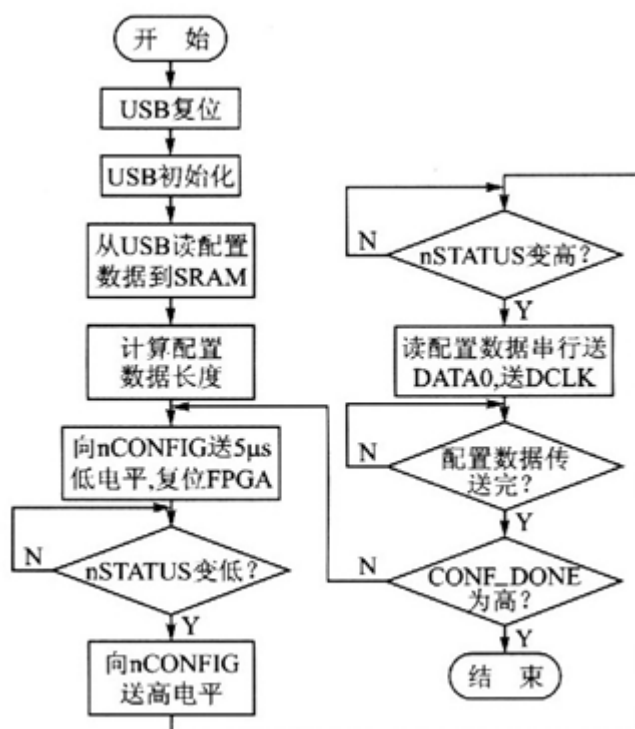 开 始
USB复位
USB初始化
从USB读配置
数据到SRAM
计算配置
数据长度
向nCONFIG送5μs
低电平,复位FPGA
N
nSTATUS变低?
Y
向nCONFIG
送高电平
N
nSTATUS变高?
Y
读配置数据串行送
DATA0,送DCLK
N
配置数据传
送完?
Y
N
CONF_DONE
为高?
Y
结 束